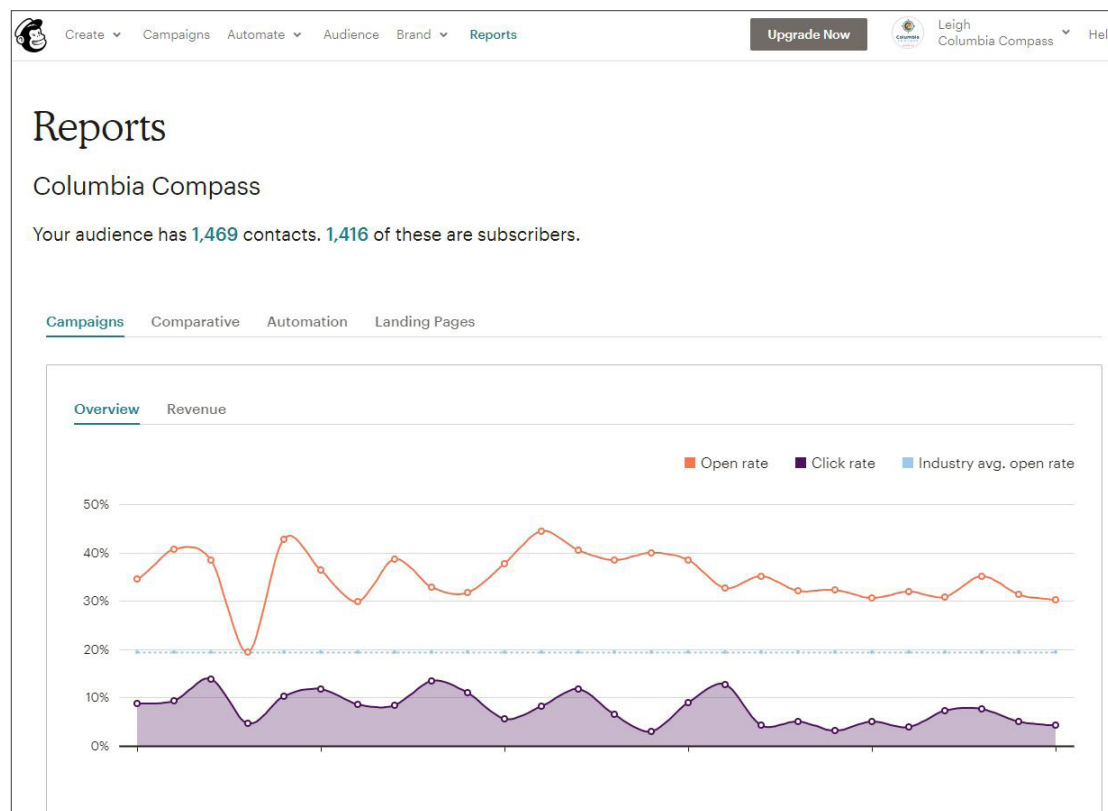 Create Campaigns Automate Audience Brand Reports Upgrade Now Leigh
Columbia Compass
Reports
Columbia Compass
Your audience has 1,469 contacts. 1,416 of these are subscribers.
Campaigns Comparative Automation Landing Pages
Overview Revenue
Open rate Click rate Industry avg. open rate
50%
40%
30%
20%
10%
0%